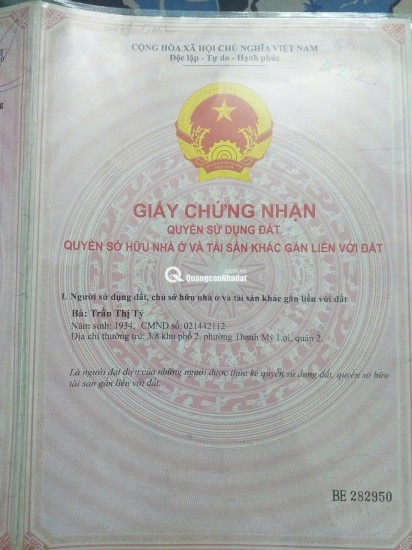 CỘNG HÒA XÃ HỘI CHỦ NGHĨA VIỆT NAM
Độc lập - Tự do - Hạnh phúc
GIẤY CHỨNG NHẬN
QUYỀN SỬ DỤNG ĐẤT
QUYỀN SỞ HỮU NHÀ Ở VÀ TÀI SẢN KHÁC GẮN LIỀN VỚI ĐẤT
.com.vn
Quangcaonhadat
I. Người sử dụng đất, chủ sở hữu nhà ở và tài sản khác gắn liền với đất
Bà: Trần Thị Tý
Năm sinh: 1934, CMND số: 021442112
Địa chỉ thường trú: 3/8 khu phố 2, phường Thạnh Mỹ Lợi, quận 2.
Là người đại diện của những người được thừa kế quyền sử dụng đất, quyền sở hữu
tài sản gắn liền với đất.
BE 282950